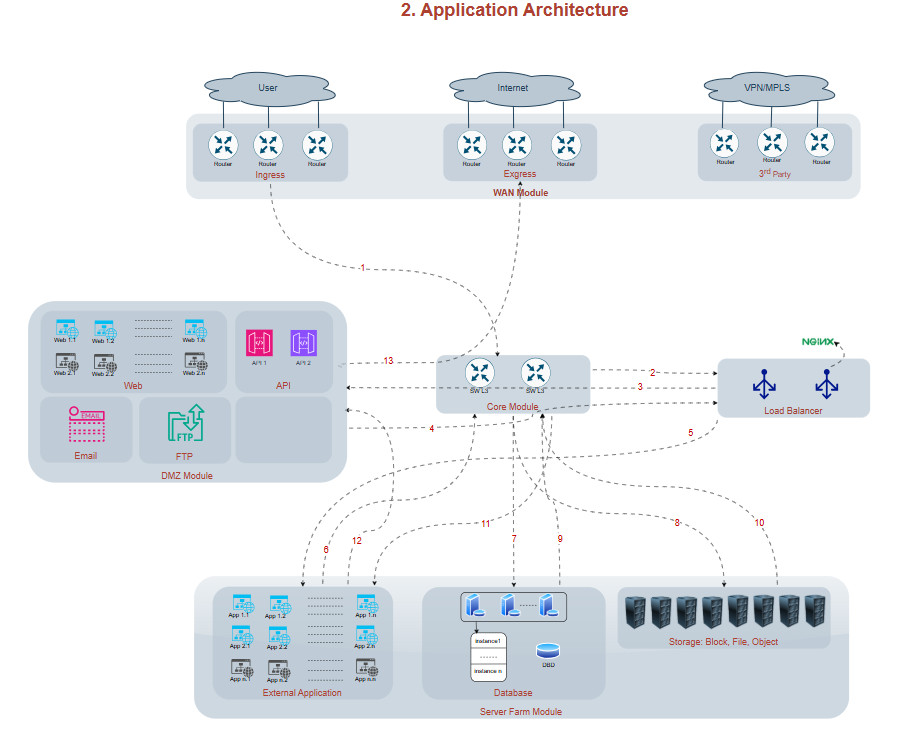 2. Application Architecture
User
Internet
VPN/MPLS
Router
Router
Router
Router
Router
Router
Router
Router
Router
Ingress
Exgress
3rd Party
WAN Module
1
Web 1.1
Web 1.2
Web 1.n
Web 2.1
Web 2.2
Web 2.n
Web
API 1
API 2
API
EMAIL
Email
FTP
FTP
DMZ Module
13
SW L3
SW L3
Core Module
2
3
4
5
NGINX
Load Balancer
6
12
11
7
9
8
10
App 1.1
App 1.2
App 1.n
App 2.1
App 2.2
App 2.n
App n.1
App n.2
App n.n
External Application
instance1
instance n
DBD
Database
Storage: Block, File, Object
Server Farm Module